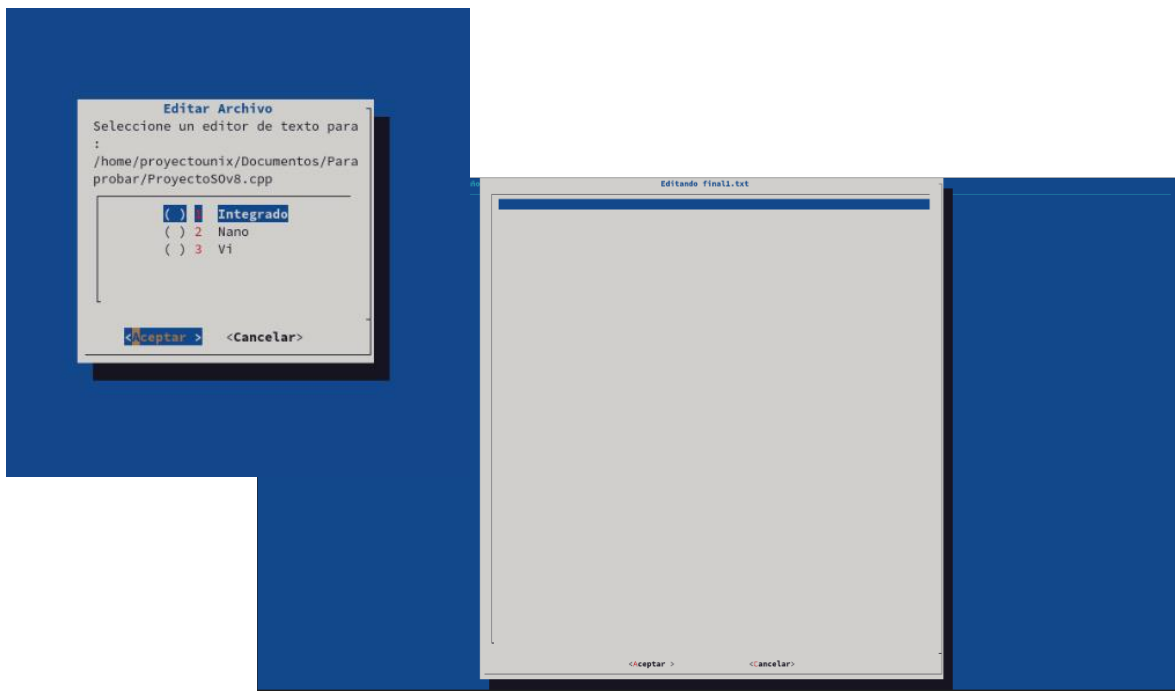 Editar Archivo
Seleccione un editor de texto para
:
/home/proyectounix/Documentos/Para
probar/ProyectoSOv8.cpp
( ) Integrado
( ) 2 Nano
( ) 3 Vi
<Aceptar > <Cancelar>
Editando final1.txt
<Aceptar > <Cancelar>